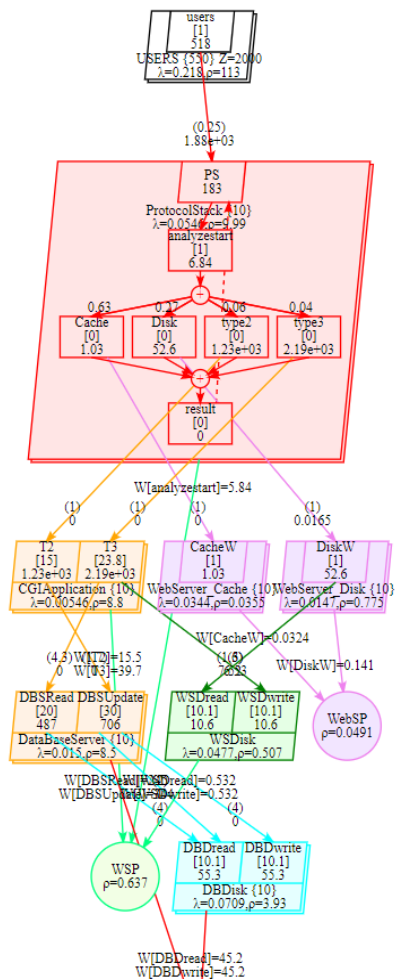 users
[1]
518
USERS {550} Z=2000
λ=0.218,ρ=113
(0.25)
1.88e+03
PS
183
ProtocolStack {10}
λ=0.0546,ρ=9.99
analyzestart
[1]
6.84
+
0.63 0.27 0.06 0.04
Cache Disk type2 type3
[0] [0] [0] [0]
1.03 52.6 1.23e+03 2.19e+03
+
result
[0]
0
W[analyzestart]=5.84
(1) (1) (1) (1)
0 0 0 0.0165
T2 T3 CacheW DiskW
[15] [23.8] [1] [1]
1.23e+03 2.19e+03 1.03 52.6
CGIApplication {10} WebServer_Cache {10} WebServer_Disk {10}
λ=0.00546,ρ=8.8 λ=0.0344,ρ=0.0355 λ=0.0147,ρ=0.775
W[CacheW]=0.0324
=15.5
=39.7
W[DiskW]=0.141
DBSRead DBSUpdate WSDread WSDwrite
[20] [30] [10.1] [10.1]
487 706 10.6 10.6
DataBaseServer {10} WSDisk
λ=0.015,ρ=8.5 λ=0.0477,ρ=0.507
WebSP
ρ=0.0491
=0.532
=0.532
(4) (4)
0 0
WSP
ρ=0.637
DBDread DBDwrite
[10.1] [10.1]
55.3 55.3
DBDisk {10}
λ=0.0709,ρ=3.93
W[DBDread]=45.2
W[DBDwrite]=45.2